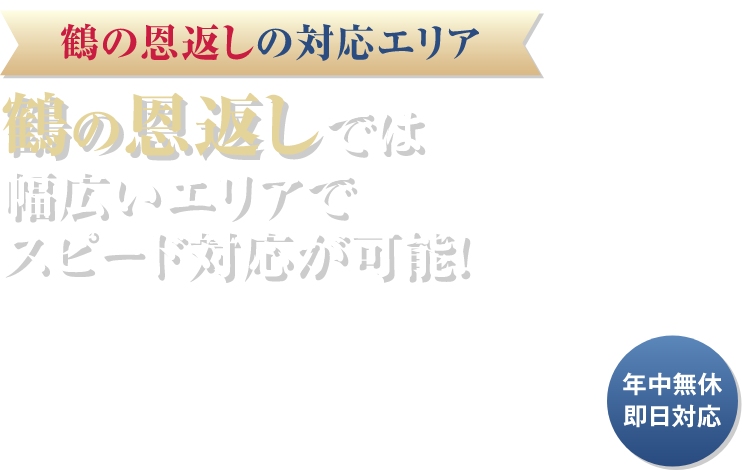 鶴の恩返しの対応エリア
鶴の恩返しでは
幅広いエリアで
スピード対応が可能!
年中無休
即日対応